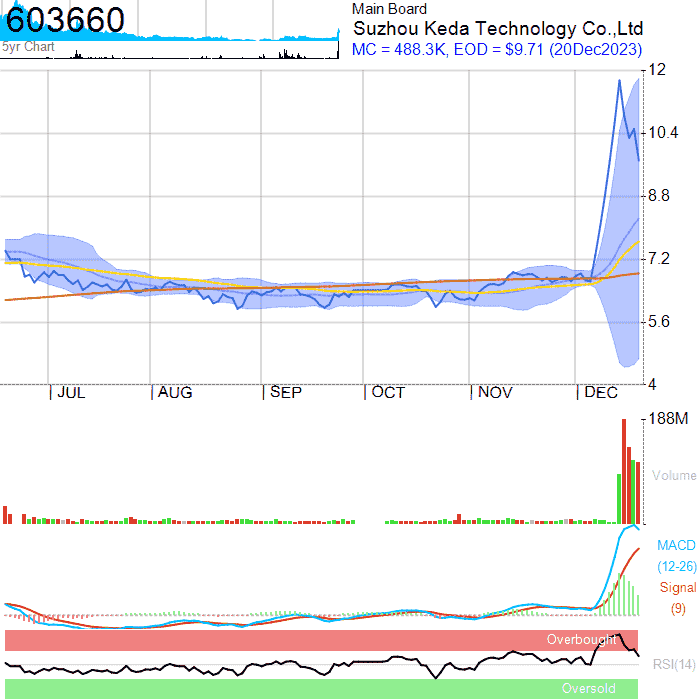 603660
5yr Chart
Main Board
Suzhou Keda Technology Co.,Ltd
MC = 488.3K, EOD = $9.71 (20Dec2023)
12
10.4
8.8
7.2
5.6
4
JUL
AUG
SEP
OCT
NOV
DEC
188M
Volume
MACD
(12-26)
Signal
(9)
Overbought
RSI(14)
Oversold